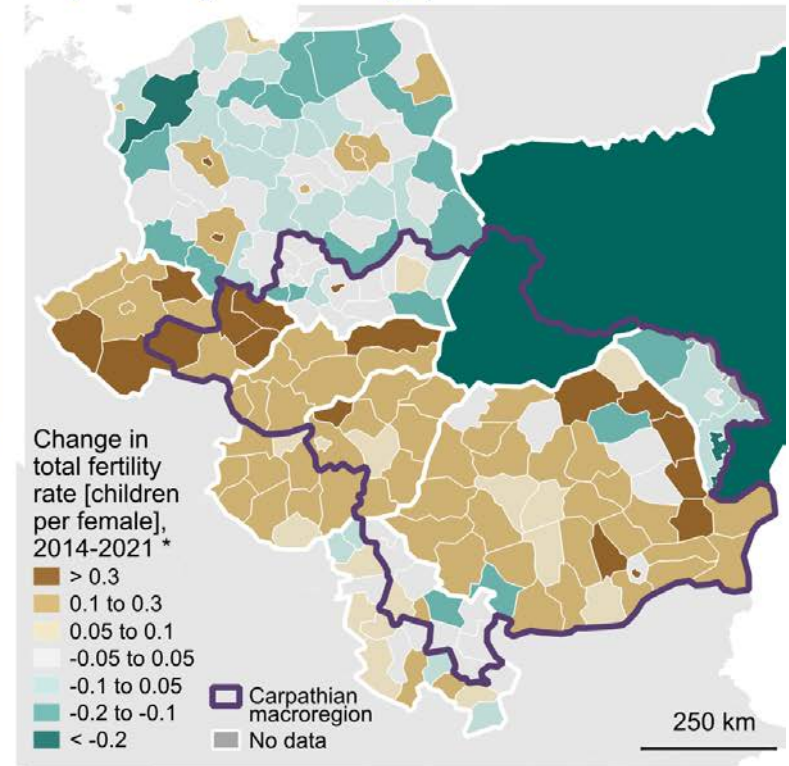 Change in
total fertility
rate [children
per female],
2014-2021 *
> 0.3
0.1 to 0.3
0.05 to 0.1
-0.05 to 0.05
-0.1 to 0.05
-0.2 to -0.1
< -0.2
Carpathian
macroregion
No data
250 km